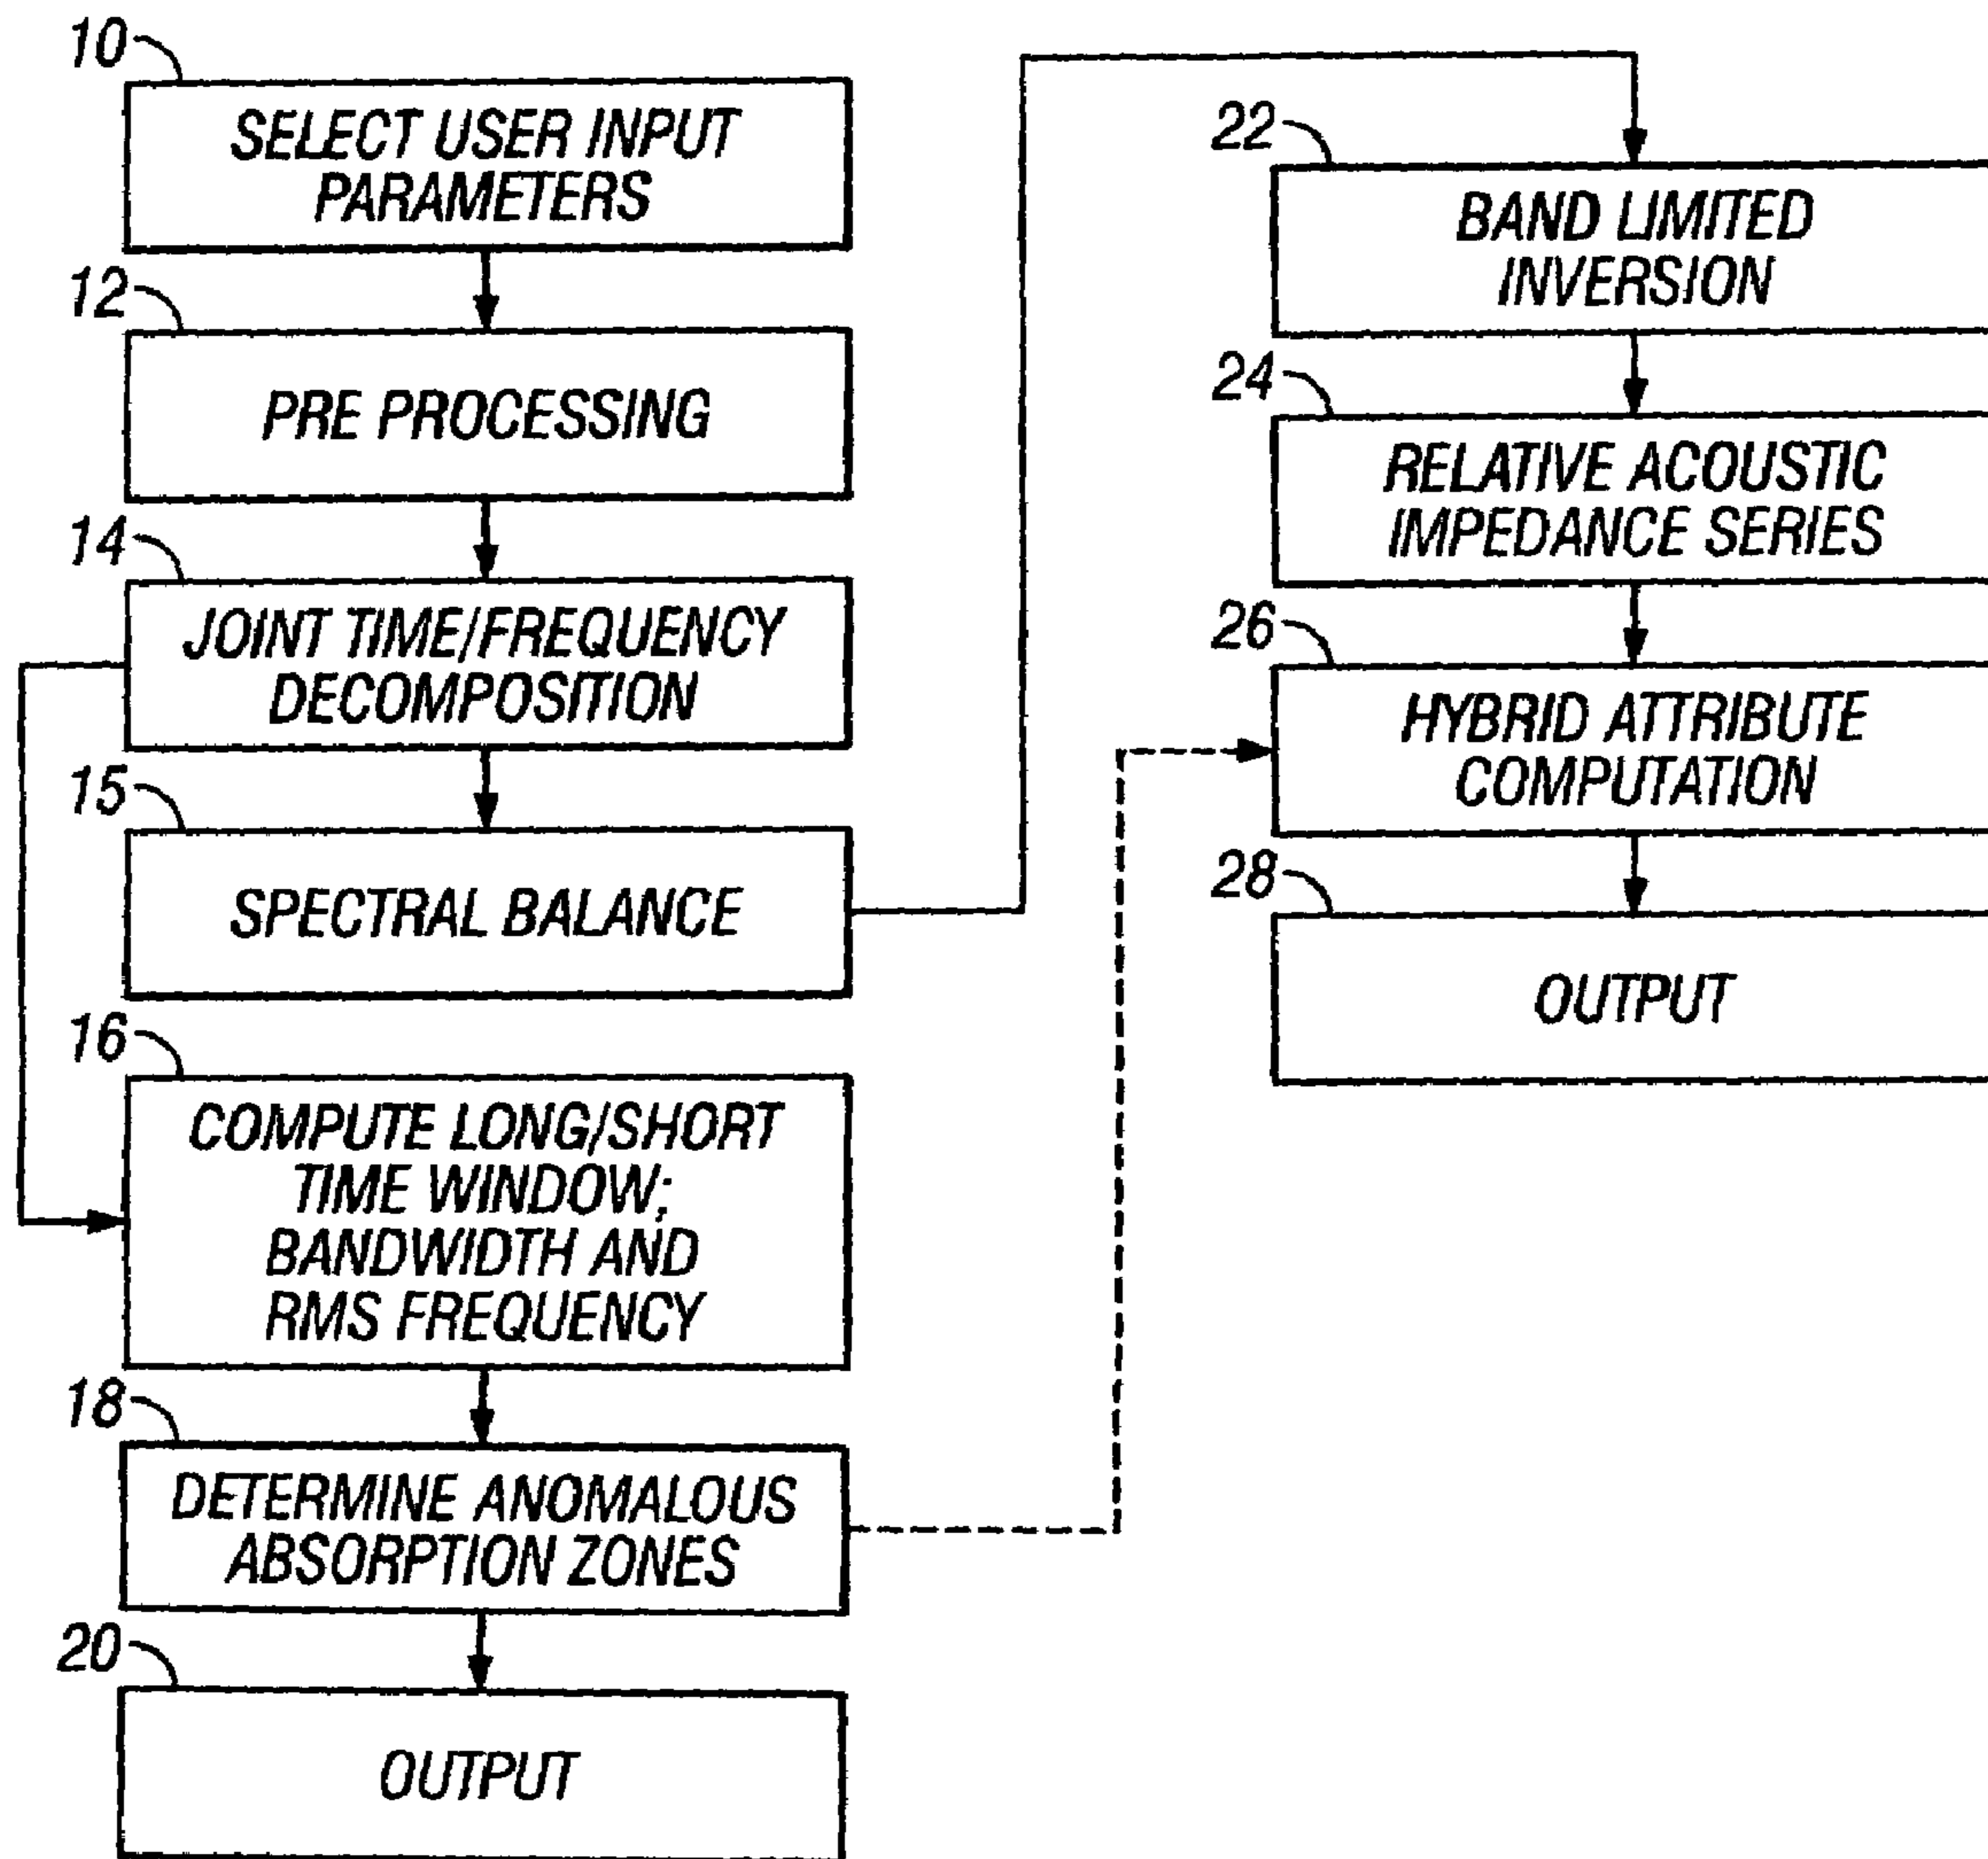 10
SELECT USER INPUT
PARAMETERS
12
PRE PROCESSING
14
JOINT TIME/FREQUENCY
DECOMPOSITION
15
SPECTRAL BALANCE
16
COMPUTE LONG/SHORT
TIME WINDOW;
BANDWIDTH AND
RMS FREQUENCY
18
DETERMINE ANOMALOUS
ABSORPTION ZONES
20
OUTPUT
22
BAND LIMITED
INVERSION
24
RELATIVE ACOUSTIC
IMPEDANCE SERIES
26
HYBRID ATTRIBUTE
COMPUTATION
28
OUTPUT